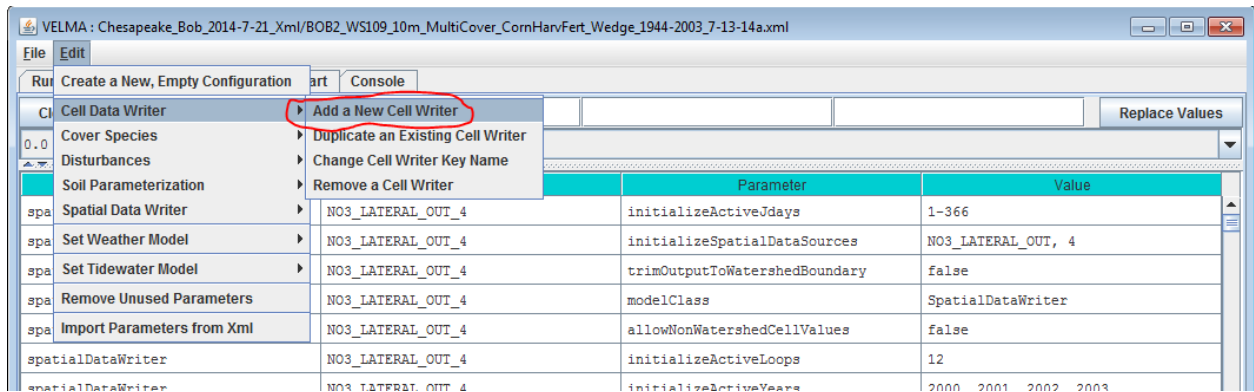 VELMA : Chesapeake_Bob_2014-7-21_Xml/BOB2_WS109_10m_MultiCover_CornHarvFert_Wedge_1944-2003_7-13-14a.xml
File Edit
Create a New, Empty Configuration Console
Cell Data Writer Add a New Cell Writer Replace Values
Cover Species Duplicate an Existing Cell Writer
0.0
Disturbances Change Cell Writer Key Name
Soil Parameterization Remove a Cell Writer Parameter Value
Spatial Data Writer NO3_LATERAL_OUT_4 initializeActiveJdays 1-366
Set Weather Model NO3_LATERAL_OUT_4 initializeSpatialDataSources NO3_LATERAL_OUT, 4
Set Tidewater Model NO3_LATERAL_OUT_4 trimOutputToWatershedBoundary false
Remove Unused Parameters NO3_LATERAL_OUT_4 modelClass SpatialDataWriter
Import Parameters from Xml NO3_LATERAL_OUT_4 allowNonWatershedCellValues false
spatialDataWriter NO3_LATERAL_OUT_4 initializeActiveLoops 12
spatialDataWriter NO3_LATERAL_OUT_4 initializeActiveYears 2000, 2001, 2002, 2003